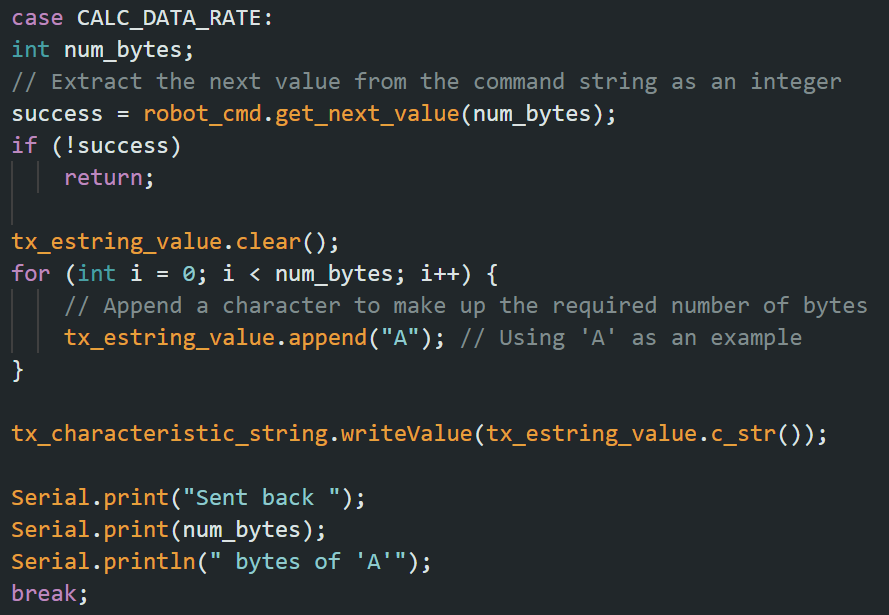 case CALC_DATA_RATE:
int num_bytes;
// Extract the next value from the command string as an integer
success = robot_cmd.get_next_value(num_bytes);
if (!success)
    return;

tx_estring_value.clear();
for (int i = 0; i < num_bytes; i++) {
    // Append a character to make up the required number of bytes
    tx_estring_value.append("A"); // Using 'A' as an example
}

tx_characteristic_string.writeValue(tx_estring_value.c_str());

Serial.print("Sent back ");
Serial.print(num_bytes);
Serial.println(" bytes of 'A'");
break;